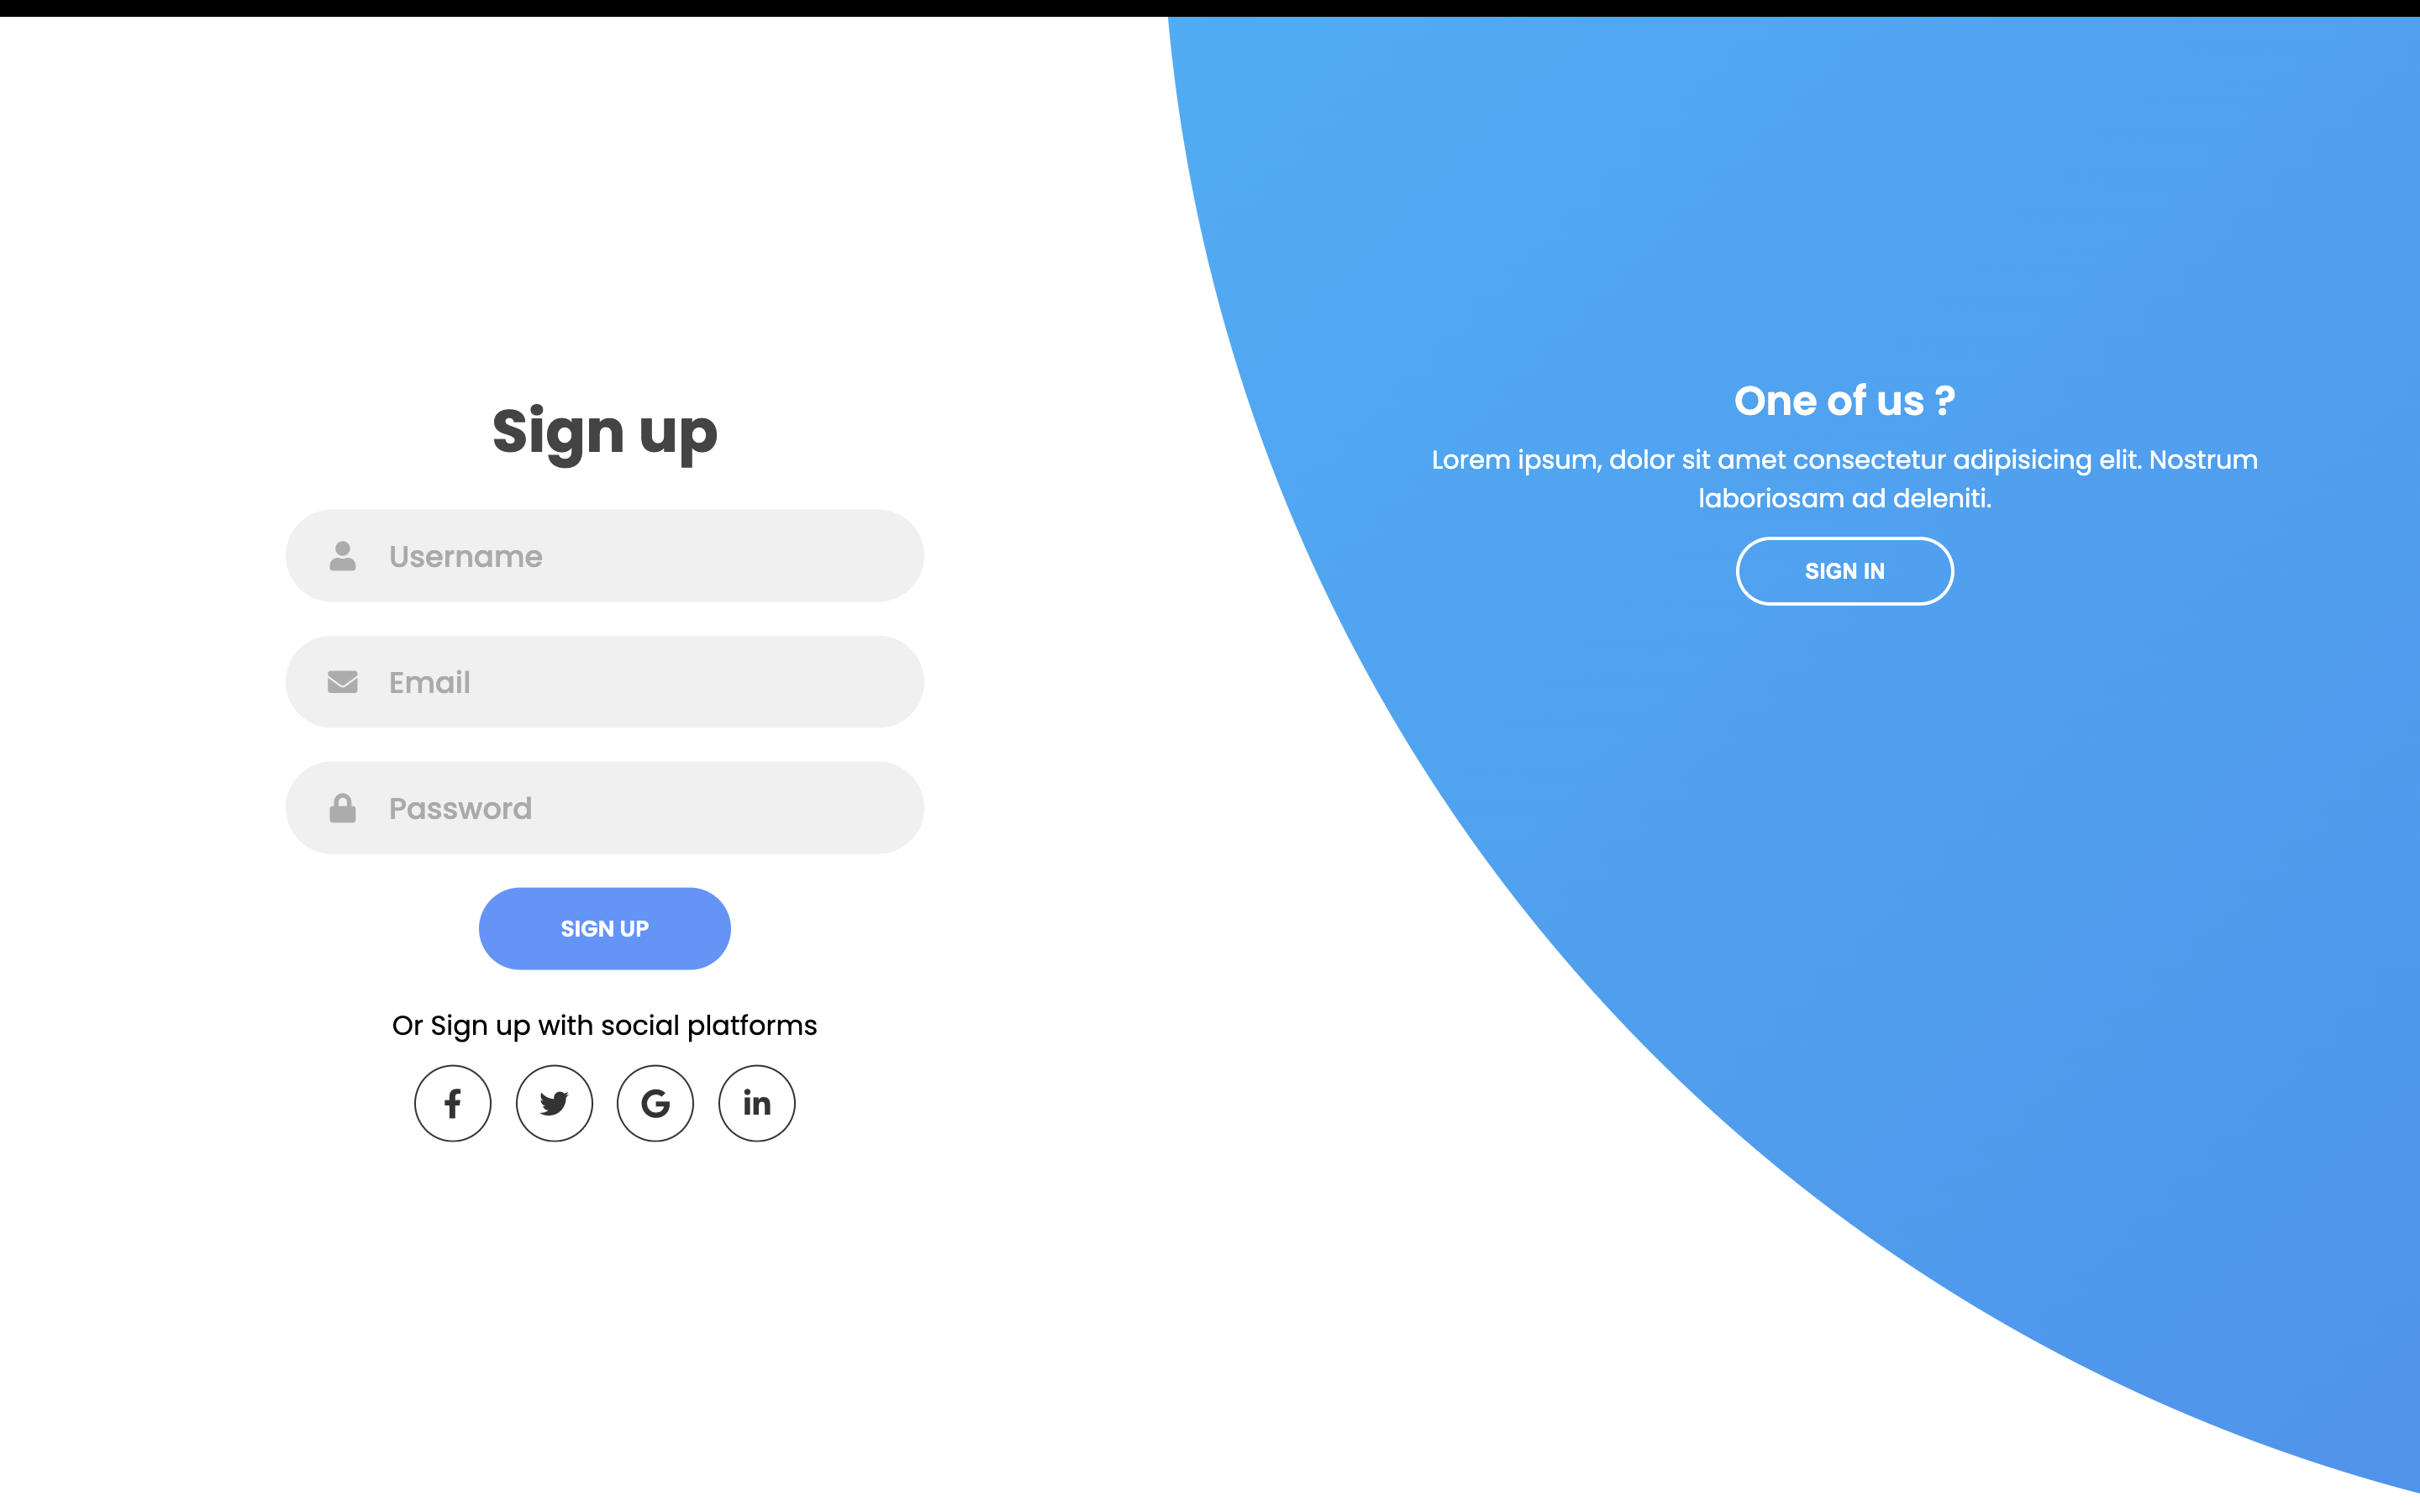 Sign up
Username
Email
Password
SIGN UP
Or Sign up with social platforms
One of us ?
Lorem ipsum, dolor sit amet consectetur adipisicing elit. Nostrum
laboriosam ad deleniti.
SIGN IN